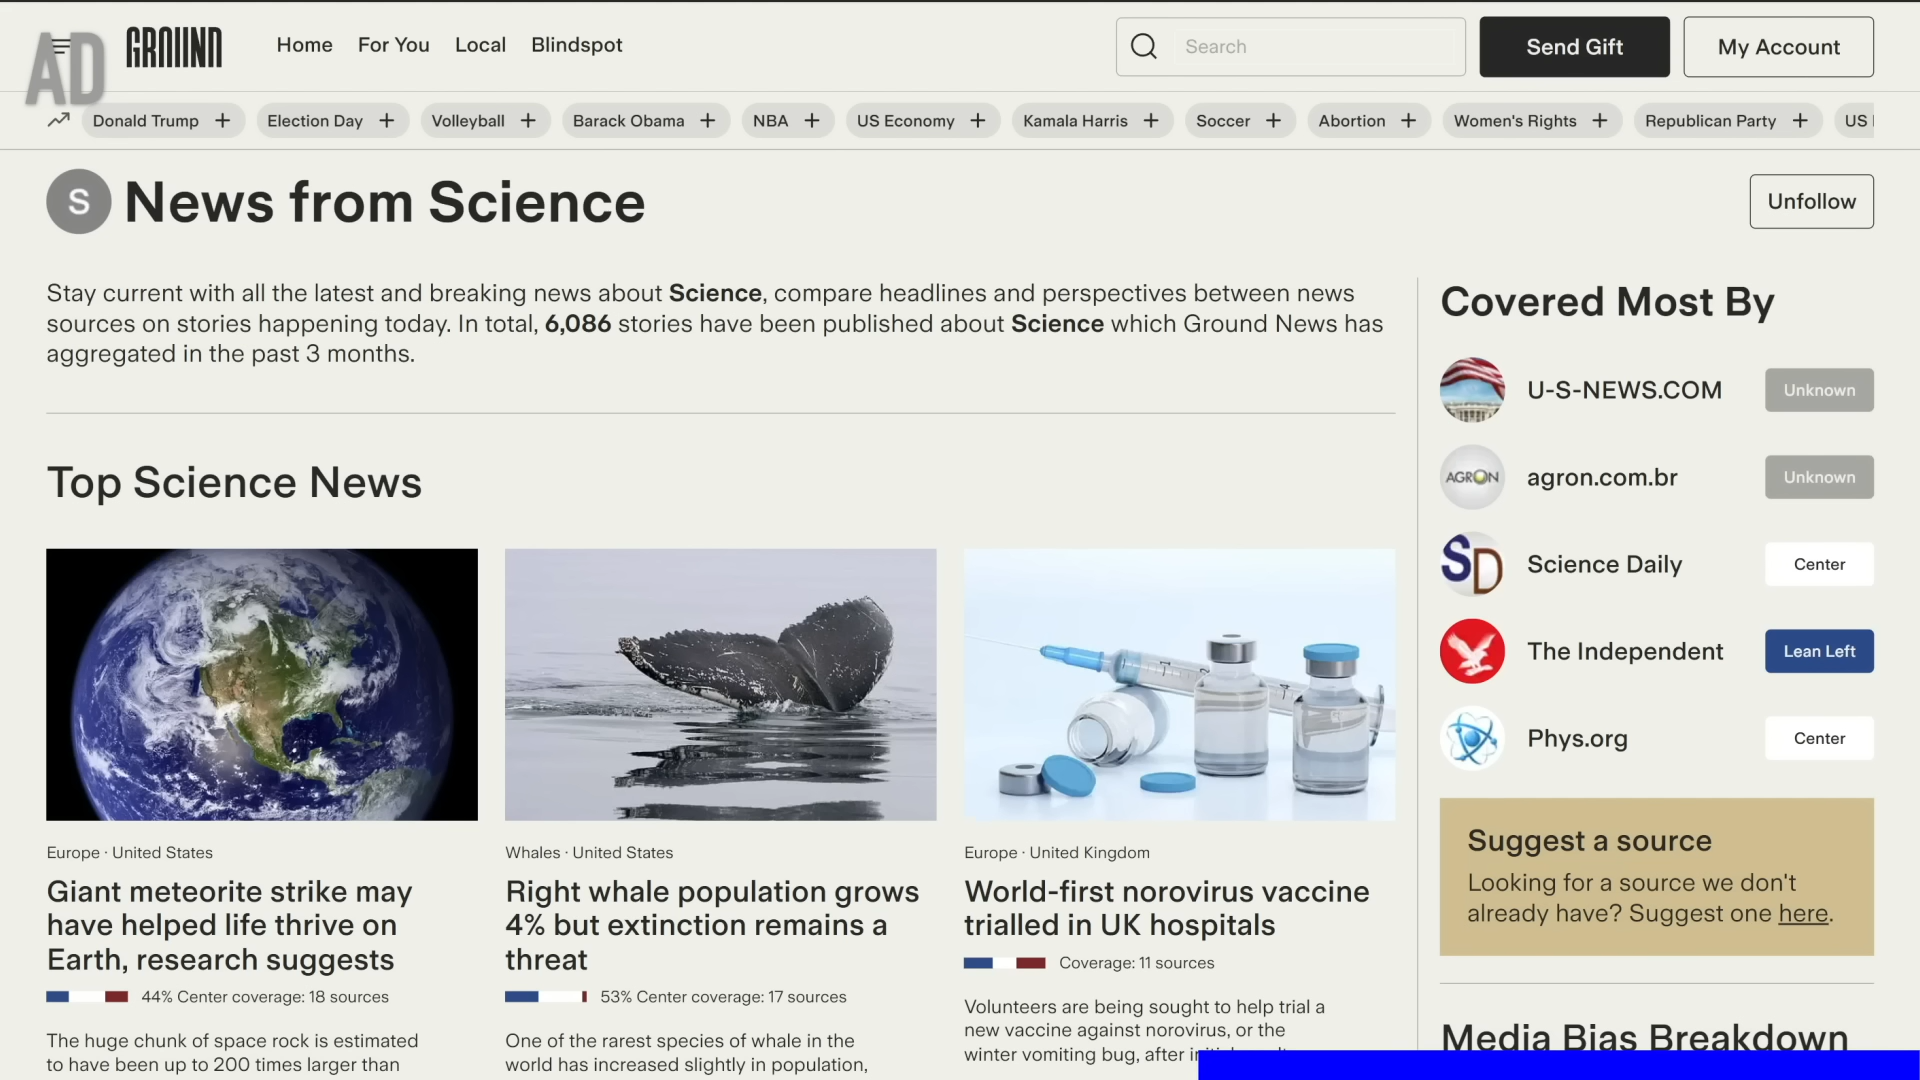 AD
GROUND
Home
For You
Local
Blindspot
Search
Send Gift
My Account
Donald Trump +
Election Day +
Volleyball +
Barack Obama +
NBA +
US Economy +
Kamala Harris +
Soccer +
Abortion +
Women's Rights +
Republican Party +
US
S
News from Science
Unfollow
Stay current with all the latest and breaking news about Science, compare headlines and perspectives between news
sources on stories happening today. In total, 6,086 stories have been published about Science which Ground News has
aggregated in the past 3 months.
Top Science News
Europe · United States
Giant meteorite strike may
have helped life thrive on
Earth, research suggests
44% Center coverage: 18 sources
The huge chunk of space rock is estimated
to have been up to 200 times larger than
Whales · United States
Right whale population grows
4% but extinction remains a
threat
53% Center coverage: 17 sources
One of the rarest species of whale in the
world has increased slightly in population,
Europe · United Kingdom
World-first norovirus vaccine
trialled in UK hospitals
Coverage: 11 sources
Volunteers are being sought to help trial a
new vaccine against norovirus, or the
winter vomiting bug, after
Covered Most By
U-S-NEWS.COM
Unknown
AGRON
agron.com.br
Unknown
SD
Science Daily
Center
The Independent
Lean Left
Phys.org
Center
Suggest a source
Looking for a source we don't
already have? Suggest one here.
Media Bias Breakdown